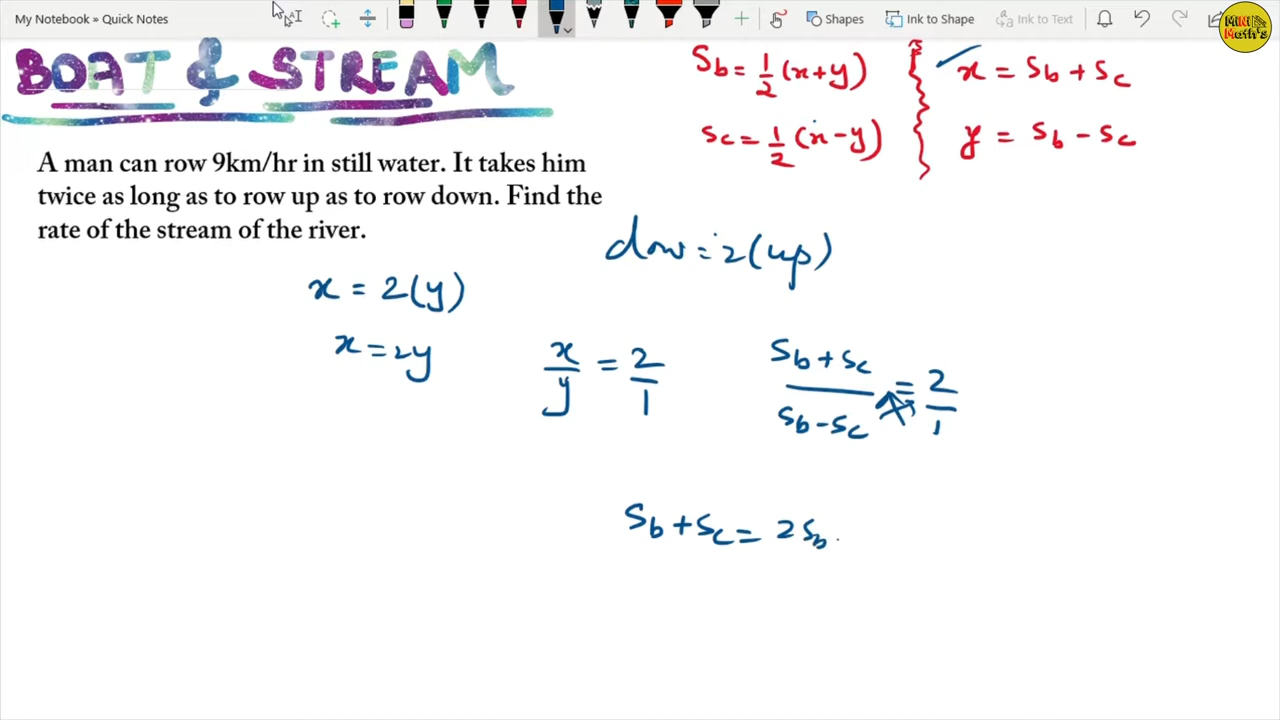 My Notebook » Quick Notes
Shapes
Ink to Shape
Ink to Text
MINI
Math's
BOAT & STREAM
Sb = 1/2 (x+y)
x = Sb + Sc
Sc = 1/2 (x-y)
y = Sb - Sc
A man can row 9km/hr in still water. It takes him
twice as long as to row up as to row down. Find the
rate of the stream of the river.
dow = 2(up)
x = 2(y)
x = 2y
x/y = 2/1
Sb + Sc / Sb - Sc = 2/1
Sb + Sc = 2Sb